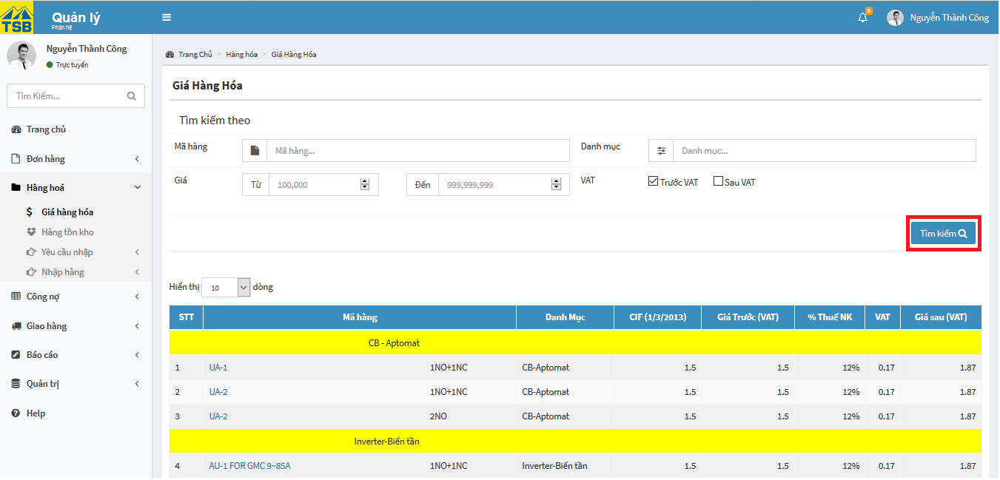 TSB
Quản lý
Phân hệ
5
Nguyễn Thành Công
Nguyễn Thành Công
Trực tuyến
Tìm Kiếm...
Trang chủ
Đơn hàng
Hàng hoá
Giá hàng hóa
Hàng tồn kho
Yêu cầu nhập
Nhập hàng
Công nợ
Giao hàng
Báo cáo
Quản trị
Help
Trang Chủ > Hàng hóa > Giá Hàng Hóa
Giá Hàng Hóa
Tìm kiếm theo
Mã hàng Mã hàng... Danh mục Danh mục...
Giá Từ 100,000 Đến 999,999,999 VAT Trước VAT Sau VAT
Tìm kiếm
Hiển thị 10 dòng
STT Mã hàng Danh Mục CIF (1/3/2013) Giá Trước (VAT) % Thuế NK VAT Giá sau (VAT)
CB - Aptomat
1 UA-1 1NO+1NC CB-Aptomat 1.5 1.5 12% 0.17 1.87
2 UA-2 1NO+1NC CB-Aptomat 1.5 1.5 12% 0.17 1.87
3 UA-2 2NO CB-Aptomat 1.5 1.5 12% 0.17 1.87
Inverter-Biến tần
4 AU-1 FOR GMC 9~85A 1NO+1NC Inverter-Biến tần 1.5 1.5 12% 0.17 1.87